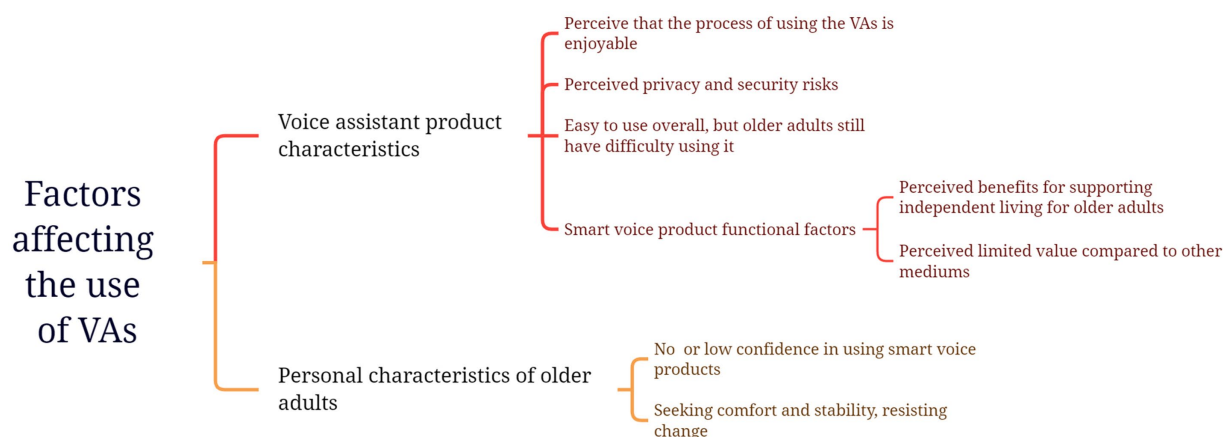 Factors
affecting
the use
of VAs
Voice assistant product
characteristics
Perceive that the process of using the VAs is
enjoyable
Perceived privacy and security risks
Easy to use overall, but older adults still
have difficulty using it
Smart voice product functional factors
Perceived benefits for supporting
independent living for older adults
Perceived limited value compared to other
mediums
Personal characteristics of older
adults
No  or low confidence in using smart voice
products
Seeking comfort and stability, resisting
change